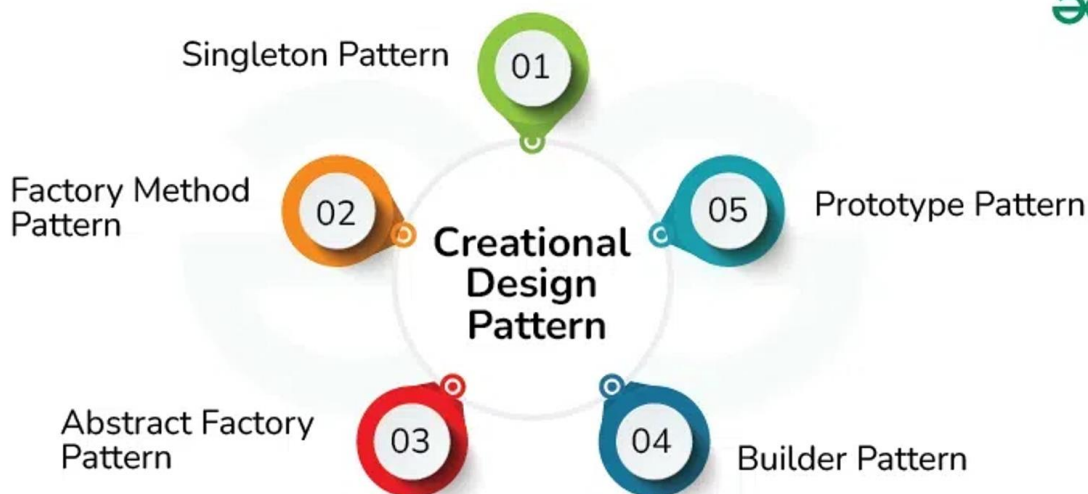 Singleton Pattern
01
Factory Method
Pattern
02
05
Prototype Pattern
Creational
Design
Pattern
Abstract Factory
Pattern
03
04
Builder Pattern